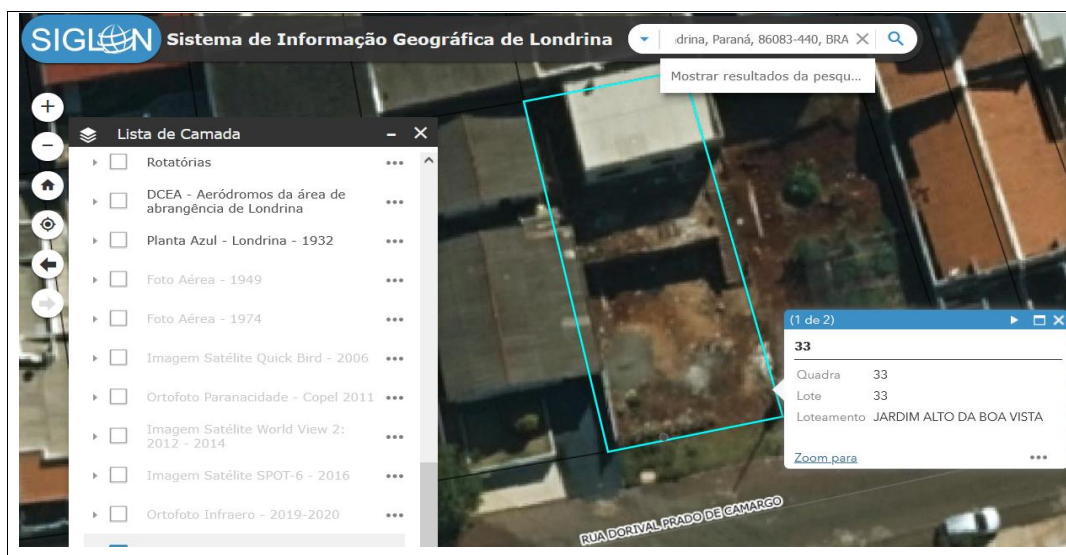 SIGLON Sistema de Informação Geográfica de Londrina
drina, Paraná, 86083-440, BRA
Mostrar resultados da pesqu...
Lista de Camada
Rotatórias
DCEA - Aeródromos da área de
abrangência de Londrina
Planta Azul - Londrina - 1932
Foto Aérea - 1949
Foto Aérea - 1974
Imagem Satélite Quick Bird - 2006
Ortofoto Paranacidade - Copel 2011
Imagem Satélite World View 2:
2012 - 2014
Imagem Satélite SPOT-6 - 2016
Ortofoto Infraero - 2019-2020
(1 de 2)
33
Quadra 33
Lote 33
Loteamento JARDIM ALTO DA BOA VISTA
Zoom para
RUA DORIVAL PRADO DE CAMARGO